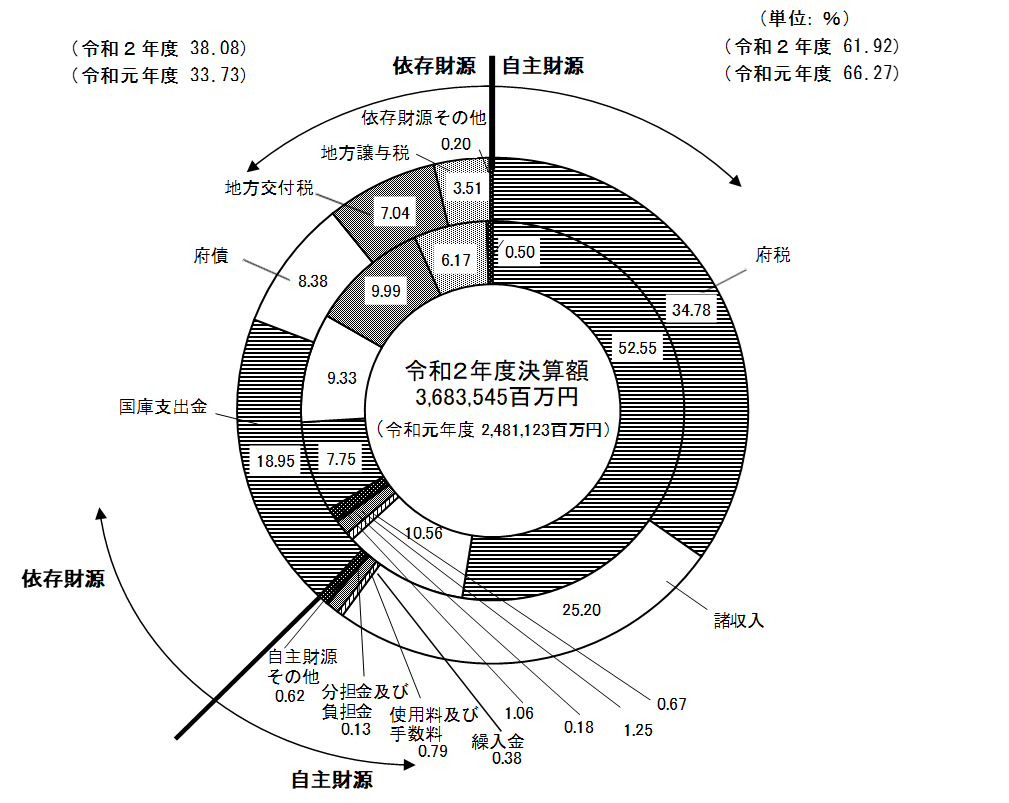 (単位: %)
(令和2年度 38.08)
(令和元年度 33.73)
依存財源
自主財源
(令和2年度 61.92)
(令和元年度 66.27)
依存財源その他
0.20
地方譲与税
3.51
地方交付税
7.04
府債
8.38
国庫支出金
18.95
6.17
9.99
9.33
7.75
0.50
府税
34.78
52.55
令和2年度決算額
3,683,545百万円
(令和元年度 2,481,123百万円)
10.56
25.20
諸収入
依存財源
自主財源
その他
0.62
分担金及び
負担金
0.13
使用料及び
手数料
0.79
繰入金
0.38
1.06
0.18
1.25
0.67
自主財源